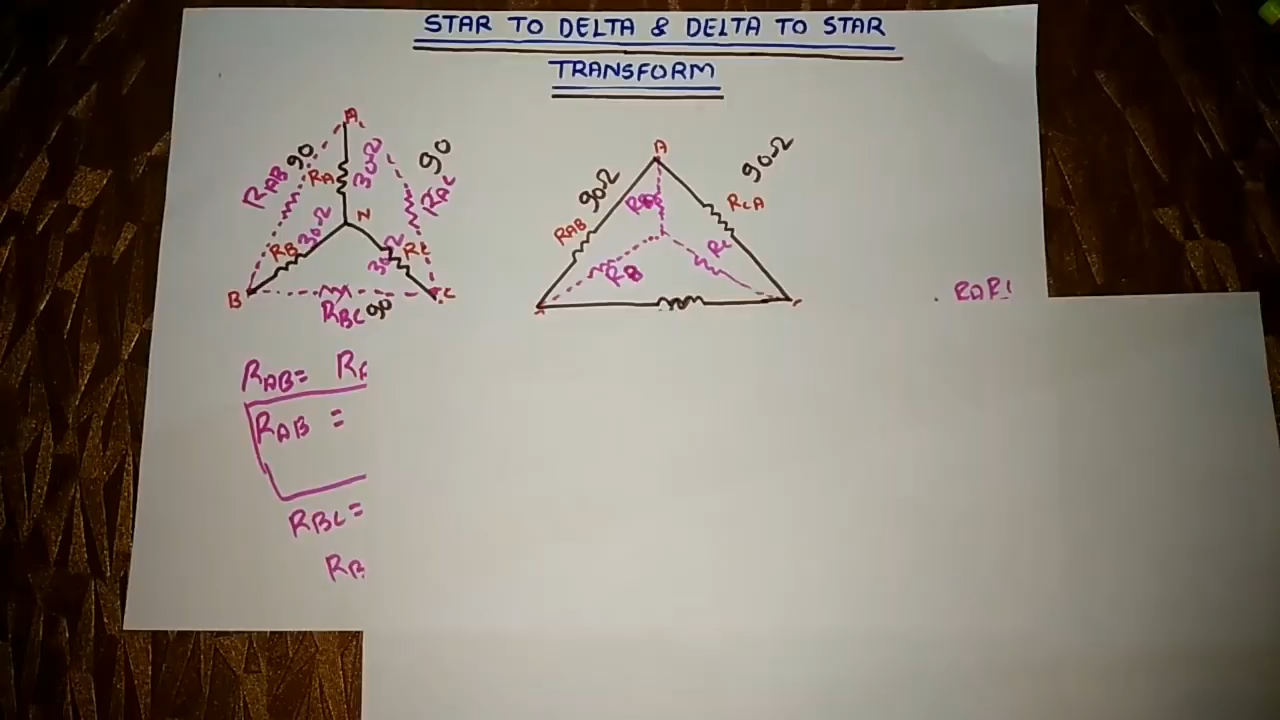 STAR TO DELTA & DELTA TO STAR
TRANSFORM
A
RAB 90
RA 30Ω
90
RAC
N
RB 30Ω
RC 30Ω
B
RBC 90
C
A
RAB 90Ω
90Ω
RCA
RB
RC
RAB= R
RAB =
RBC=
R